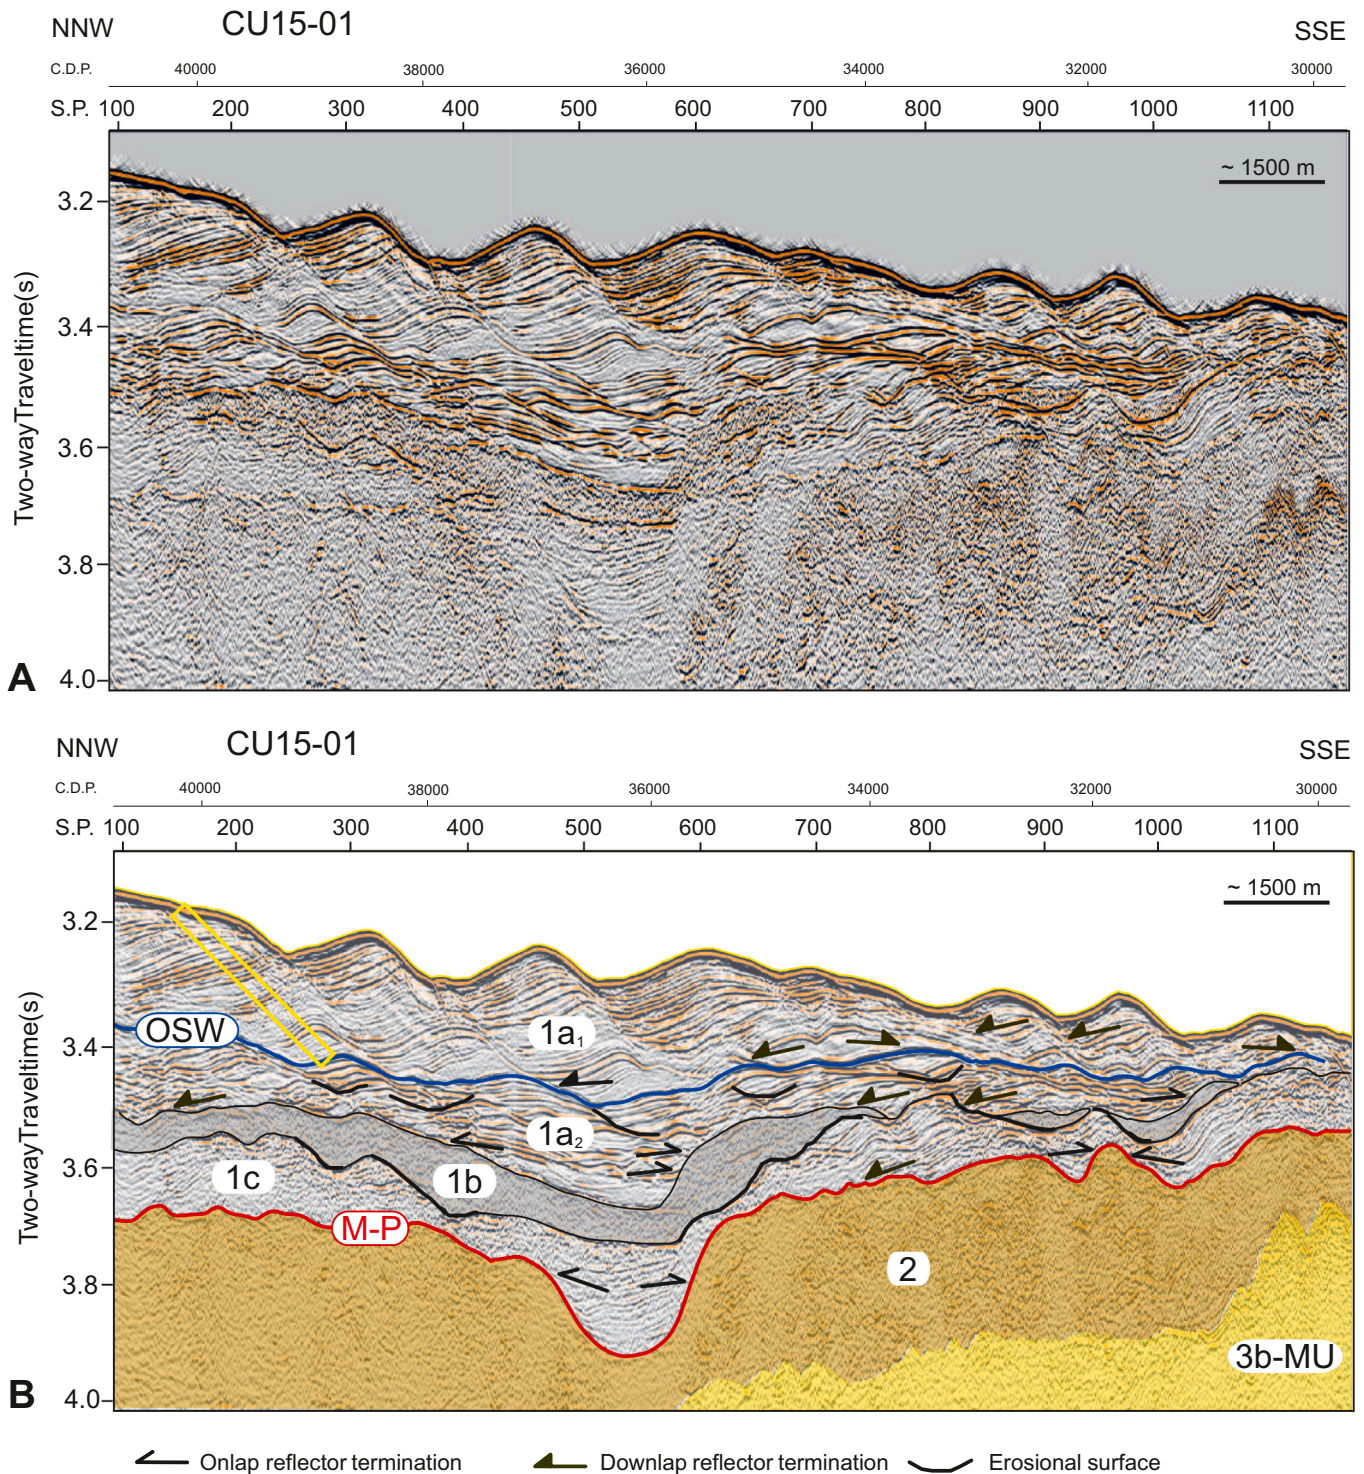 NNW CU15-01 SSE
C.D.P. 40000 38000 36000 34000 32000 30000
S.P. 100 200 300 400 500 600 700 800 900 1000 1100
~ 1500 m
3.2
3.4
3.6
3.8
4.0
Two-wayTraveltime(s)
A
NNW CU15-01 SSE
C.D.P. 40000 38000 36000 34000 32000 30000
S.P. 100 200 300 400 500 600 700 800 900 1000 1100
~ 1500 m
3.2
3.4
3.6
3.8
4.0
Two-wayTraveltime(s)
OSW
1a₁
1a₂
1c
1b
M-P
2
3b-MU
B
Onlap reflector termination Downlap reflector termination Erosional surface